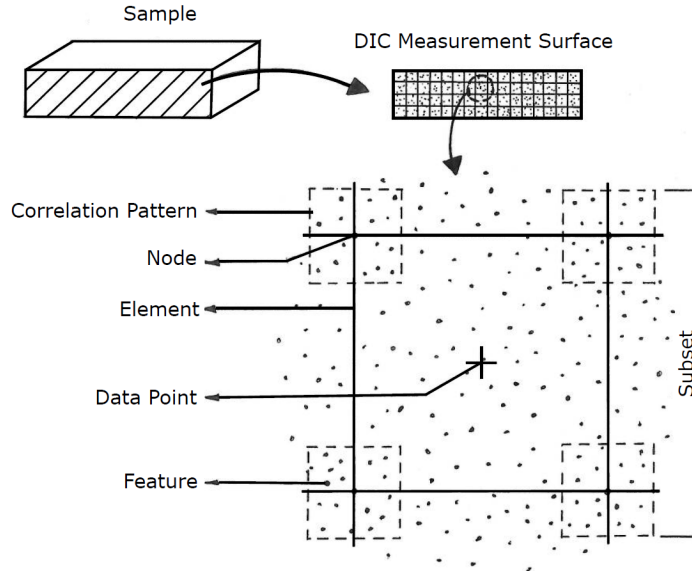 Sample
DIC Measurement Surface
Correlation Pattern
Node
Element
Data Point
Feature
Subset